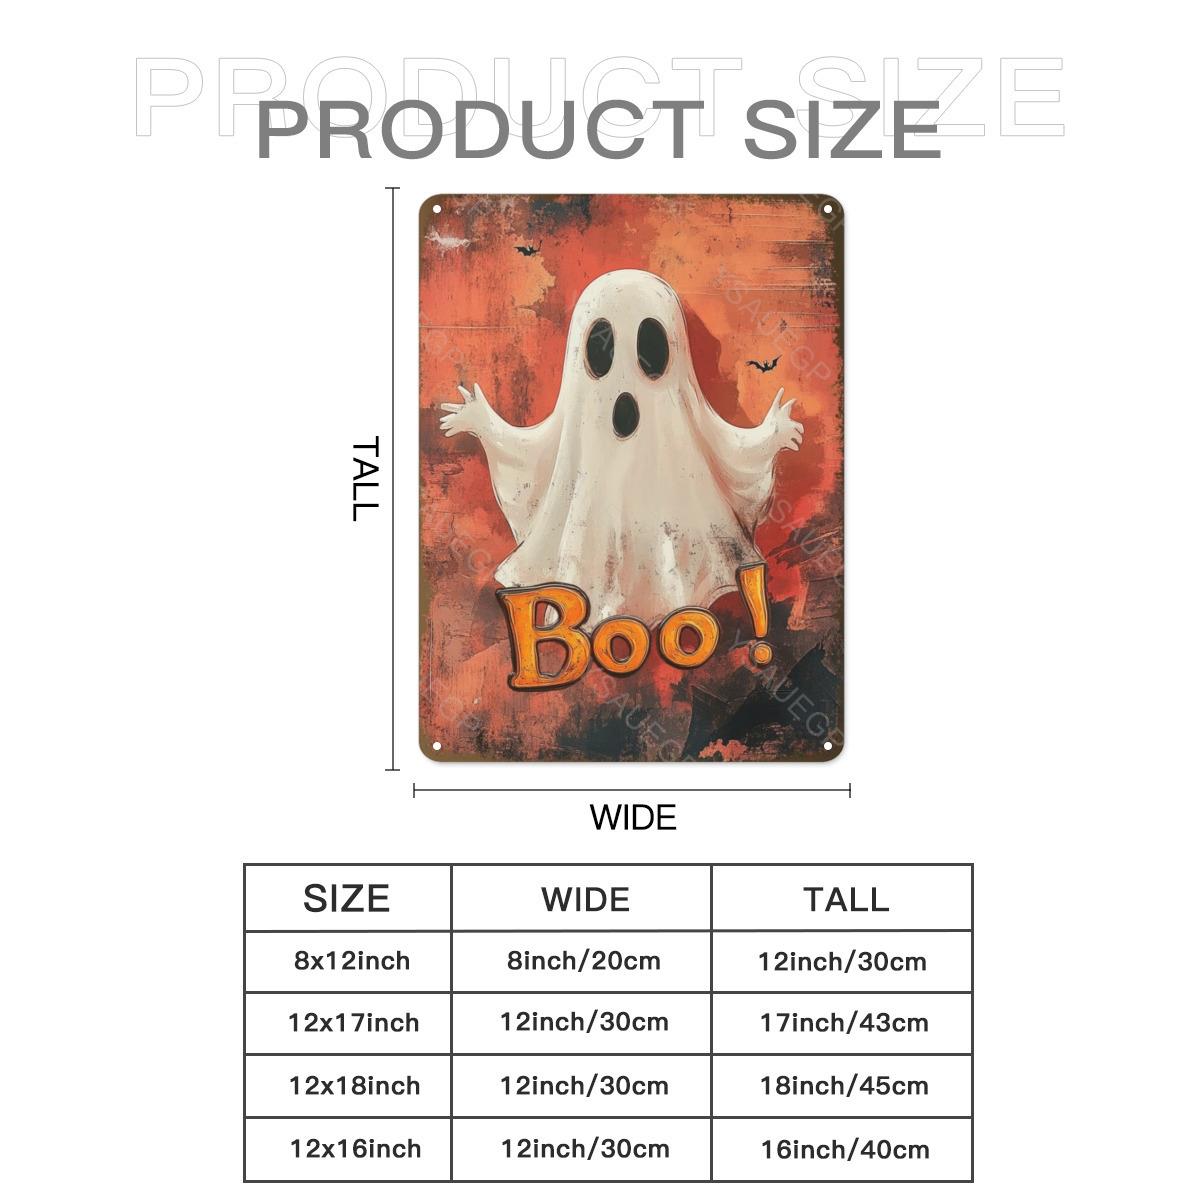 PRODUCT SIZE
PRODUCT SIZE
TALL
YSAUEGP
Boo!
WIDE
SIZE WIDE TALL
8x12inch 8inch/20cm 12inch/30cm
12x17inch 12inch/30cm 17inch/43cm
12x18inch 12inch/30cm 18inch/45cm
12x16inch 12inch/30cm 16inch/40cm